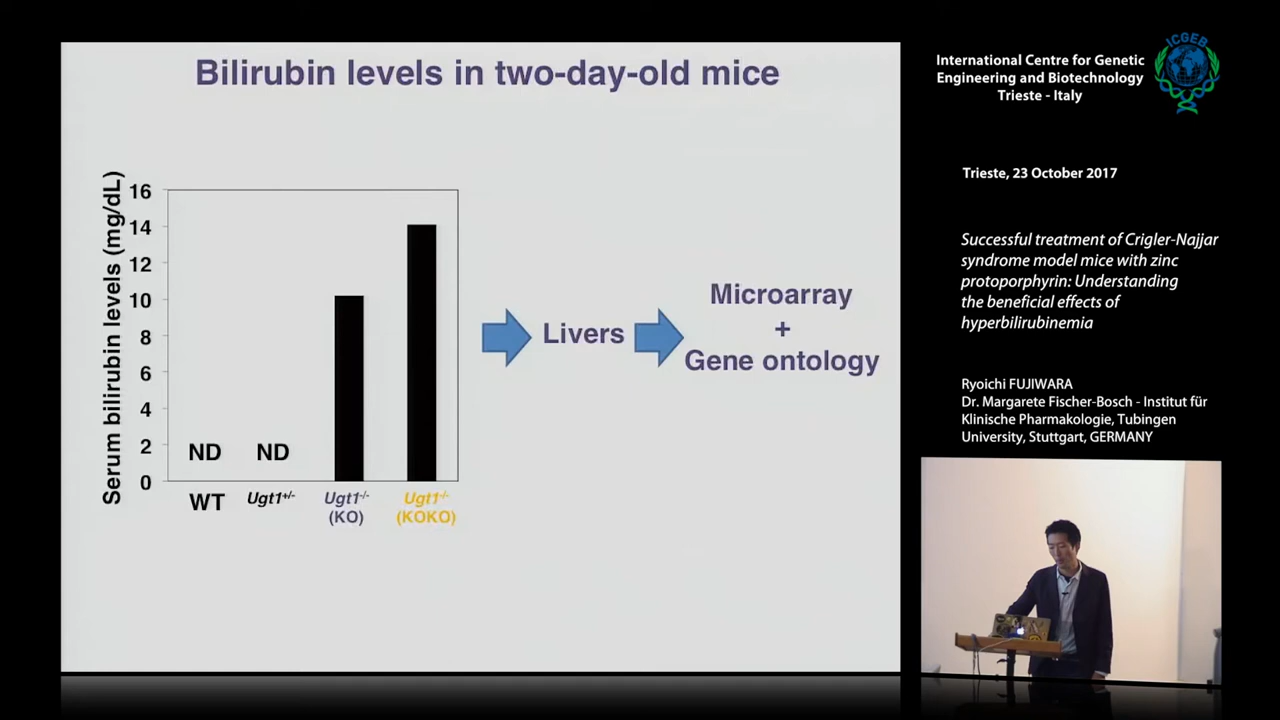 Bilirubin levels in two-day-old mice
Serum bilirubin levels (mg/dL)
16
14
12
10
8
6
4
2
0
ND
ND
WT
Ugt1+/-
Ugt1-/-
(KO)
Ugt1-/-
(KOKO)
Livers
Microarray
+
Gene ontology
International Centre for Genetic
Engineering and Biotechnology
Trieste - Italy
ICGEB
Trieste, 23 October 2017
Successful treatment of Crigler-Najjar
syndrome model mice with zinc
protoporphyrin: Understanding
the beneficial effects of
hyperbilirubinemia
Ryoichi FUJIWARA
Dr. Margarete Fischer-Bosch - Institut für
Klinische Pharmakologie, Tubingen
University, Stuttgart, GERMANY